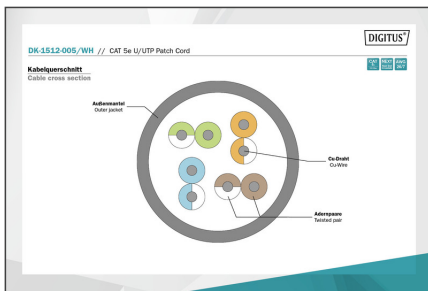 DIGITUS®
DK-1512-005/WH // CAT 5e U/UTP Patch Cord
Kabelquerschnitt
Cable cross section
Außenmantel
Outer jacket
Cu-Draht
Cu-Wire
Adernpaare
Twisted pair